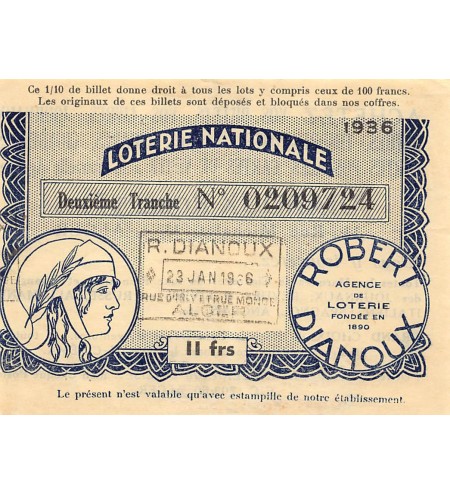 Ce 1/10 de billet donne droit à tous les lots y compris ceux de 100 francs.
Les originaux de ces billets sont déposés et bloqués dans nos coffres.
1936
LOTERIE NATIONALE
Deuxième Tranche N° 0209724
R. DIANOUX
23 JAN 1936
ALGER
11 frs
ROBERT
DIANOUX
AGENCE
DE
LOTERIE
FONDÉE EN
1890
Le présent n'est valable qu'avec estampille de notre établissement.